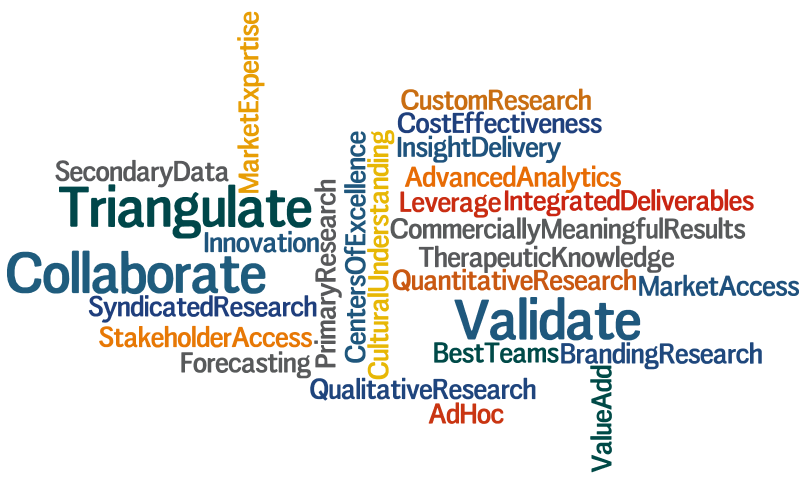 MarketExpertise
CustomResearch
CostEffectiveness
InsightDelivery
SecondaryData
AdvancedAnalytics
Triangulate
Leverage
IntegratedDeliverables
Innovation
CommerciallyMeaningfulResults
TherapeuticKnowledge
Collaborate
QuantitativeResearch
MarketAccess
SyndicatedResearch
PrimaryResearch
CentersOfExcellence
CulturalUnderstanding
Validate
StakeholderAccess.
Forecasting
BestTeams
BrandingResearch
QualitativeResearch
AdHoc
ValueAdd